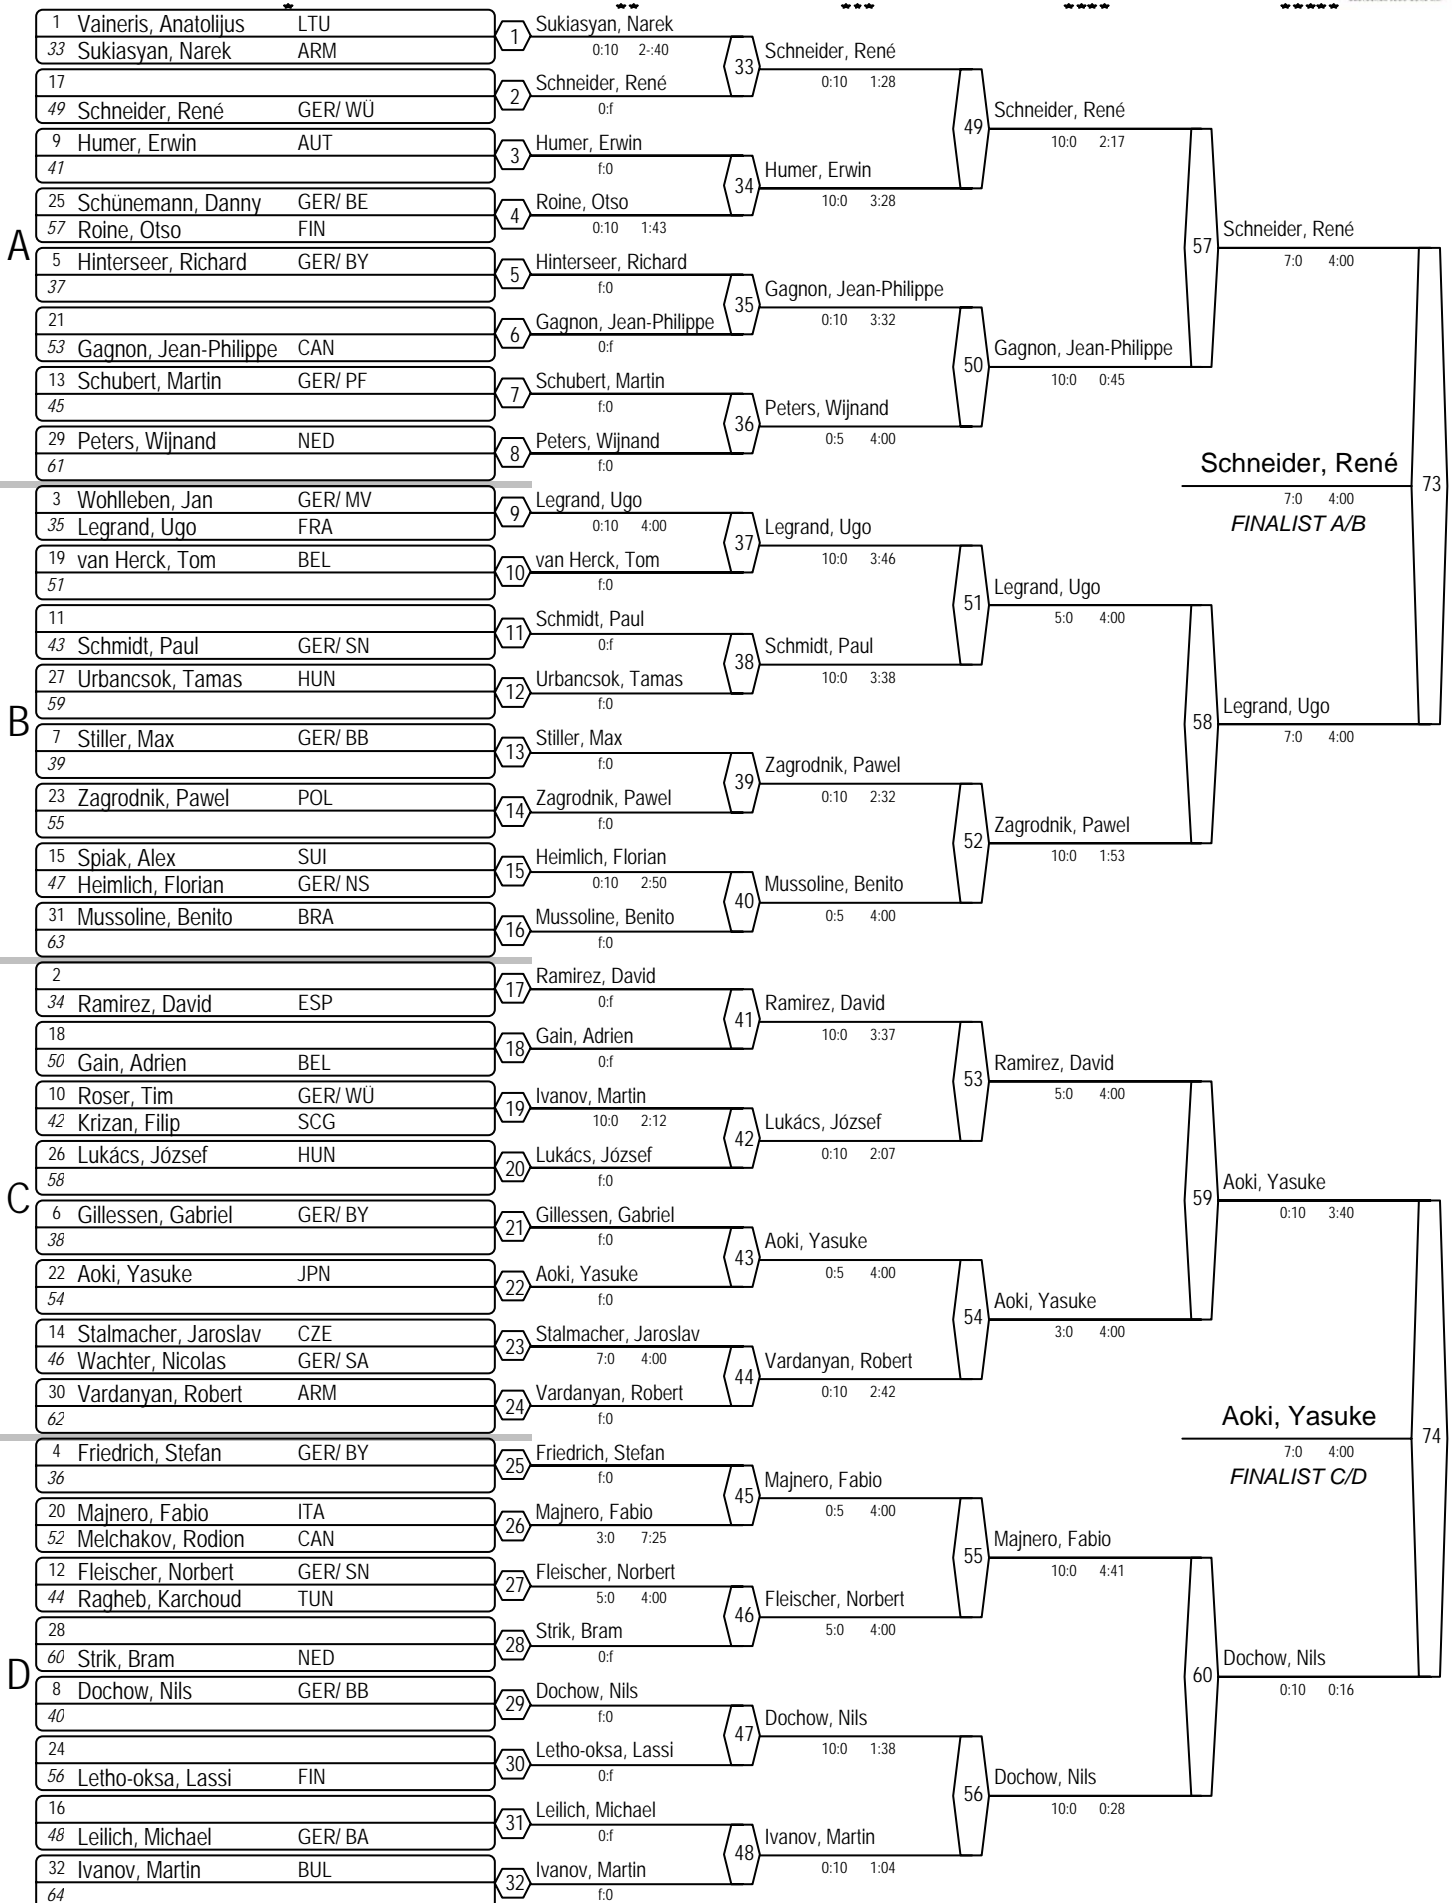 * ** *** **** *****
A
1 Vaineris, Anatolijus LTU
33 Sukiasyan, Narek ARM
17
49 Schneider, René GER/ WÜ
9 Humer, Erwin AUT
41
25 Schünemann, Danny GER/ BE
57 Roine, Otso FIN
5 Hinterseer, Richard GER/ BY
37
21
53 Gagnon, Jean-Philippe CAN
13 Schubert, Martin GER/ PF
45
29 Peters, Wijnand NED
61
B
3 Wohlleben, Jan GER/ MV
35 Legrand, Ugo FRA
19 van Herck, Tom BEL
51
11
43 Schmidt, Paul GER/ SN
27 Urbancsok, Tamas HUN
59
7 Stiller, Max GER/ BB
39
23 Zagrodnik, Pawel POL
55
15 Spiak, Alex SUI
47 Heimlich, Florian GER/ NS
31 Mussoline, Benito BRA
63
C
2
34 Ramirez, David ESP
18
50 Gain, Adrien BEL
10 Roser, Tim GER/ WÜ
42 Krizan, Filip SCG
26 Lukács, József HUN
58
6 Gillessen, Gabriel GER/ BY
38
22 Aoki, Yasuke JPN
54
14 Stalmacher, Jaroslav CZE
46 Wachter, Nicolas GER/ SA
30 Vardanyan, Robert ARM
62
D
4 Friedrich, Stefan GER/ BY
36
20 Majnero, Fabio ITA
52 Melchakov, Rodion CAN
12 Fleischer, Norbert GER/ SN
44 Ragheb, Karchoud TUN
28
60 Strik, Bram NED
8 Dochow, Nils GER/ BB
40
24
56 Letho-oksa, Lassi FIN
16
48 Leilich, Michael GER/ BA
32 Ivanov, Martin BUL
64
1 Sukiasyan, Narek
0:10 2-:40
2 Schneider, René
0:f
3 Humer, Erwin
f:0
4 Roine, Otso
0:10 1:43
5 Hinterseer, Richard
f:0
6 Gagnon, Jean-Philippe
0:f
7 Schubert, Martin
f:0
8 Peters, Wijnand
f:0
9 Legrand, Ugo
0:10 4:00
10 van Herck, Tom
f:0
11 Schmidt, Paul
0:f
12 Urbancsok, Tamas
f:0
13 Stiller, Max
f:0
14 Zagrodnik, Pawel
f:0
15 Heimlich, Florian
0:10 2:50
16 Mussoline, Benito
f:0
17 Ramirez, David
0:f
18 Gain, Adrien
0:f
19 Ivanov, Martin
10:0 2:12
20 Lukács, József
f:0
21 Gillessen, Gabriel
f:0
22 Aoki, Yasuke
f:0
23 Stalmacher, Jaroslav
7:0 4:00
24 Vardanyan, Robert
f:0
25 Friedrich, Stefan
f:0
26 Majnero, Fabio
3:0 7:25
27 Fleischer, Norbert
5:0 4:00
28 Strik, Bram
0:f
29 Dochow, Nils
f:0
30 Letho-oksa, Lassi
0:f
31 Leilich, Michael
0:f
32 Ivanov, Martin
f:0
33 Schneider, René
0:10 1:28
34 Humer, Erwin
10:0 3:28
35 Gagnon, Jean-Philippe
0:10 3:32
36 Peters, Wijnand
0:5 4:00
37 Legrand, Ugo
10:0 3:46
38 Schmidt, Paul
10:0 3:38
39 Zagrodnik, Pawel
0:10 2:32
40 Mussoline, Benito
0:5 4:00
41 Ramirez, David
10:0 3:37
42 Lukács, József
0:10 2:07
43 Aoki, Yasuke
0:5 4:00
44 Vardanyan, Robert
0:10 2:42
45 Majnero, Fabio
0:5 4:00
46 Fleischer, Norbert
5:0 4:00
47 Dochow, Nils
10:0 1:38
48 Ivanov, Martin
0:10 1:04
49 Schneider, René
10:0 2:17
50 Gagnon, Jean-Philippe
10:0 0:45
51 Legrand, Ugo
5:0 4:00
52 Zagrodnik, Pawel
10:0 1:53
53 Ramirez, David
5:0 4:00
54 Aoki, Yasuke
3:0 4:00
55 Majnero, Fabio
10:0 4:41
56 Dochow, Nils
10:0 0:28
57 Schneider, René
7:0 4:00
58 Legrand, Ugo
7:0 4:00
59 Aoki, Yasuke
0:10 3:40
60 Dochow, Nils
0:10 0:16
Schneider, René 73
7:0 4:00
FINALIST A/B
Aoki, Yasuke 74
7:0 4:00
FINALIST C/D